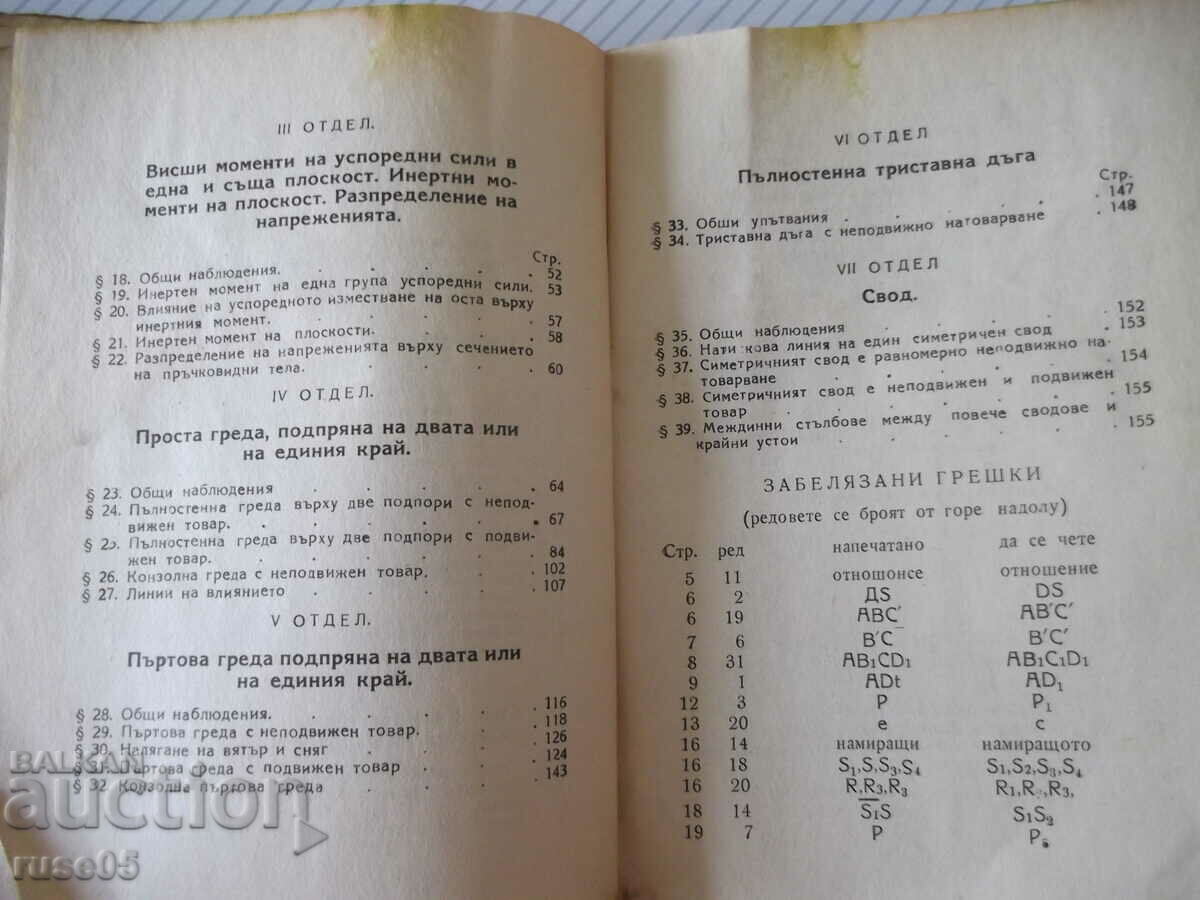 III ОТДЕЛ.
Висши моменти на успоредни сили в
една и съща плоскост. Инертни мо-
менти на плоскост. Разпределение на
напреженията.
Стр.
§ 18. Общи наблюдения. 52
§ 19. Инертен момент на една група успоредни сили. 53
§ 20. Влияние на успоредното изместване на оста върху
инертния момент. 57
§ 21. Инертен момент на плоскости. 58
§ 22. Разпределение на напреженията върху сечението
на пръчковидни тела. 60
IV ОТДЕЛ.
Проста греда, подпряна на двата или
на единия край.
§ 23. Общи наблюдения 64
§ 24. Пълностенна греда върху две подпори с непод-
вижен товар. 67
§ 25. Пълностенна греда върху две подпори с подви-
жен товар. 84
§ 26. Конзолна греда с неподвижен товар. 102
§ 27. Линии на влиянието 107
V ОТДЕЛ.
Пъртова греда подпряна на двата или
на единия край.
§ 28. Общи наблюдения. 116
§ 29. Пъртова греда с неподвижен товар. 118
§ 30. Налягане на вятър и сняг 126
§ 31. Пъртова греда с подвижен товар 124
§ 32 Конзолна пъртова греда 143
VI ОТДЕЛ
Пълностенна триставна дъга
Стр.
§ 33. Общи упътвания 147
§ 34. Триставна дъга с неподвижно натоварване 148
VII ОТДЕЛ
Свод.
§ 35. Общи наблюдения 152
§ 36. Нати кова линия на един симетричен свод 153
§ 37. Симетричният свод е равномерно неподвижно на-
товарване 154
§ 38. Симетричният свод е неподвижен и подвижен
товар 155
§ 39. Междинни стълбове между повече сводове и
крайни устои 155
ЗАБЕЛЯЗАНИ ГРЕШКИ
(редовете се броят от горе надолу)
Стр. ред напечатано да се чете
5 11 отношонсе отношение
6 2 ДS DS
6 19 ABC' AB'C'
7 6 B'C B'C'
8 31 AB₁CD₁ AB₁C₁D₁
9 1 ADt AD₁
12 3 P P₁
13 20 е с
16 14 намиращи намиращото
16 18 S₁,S,S₃,S₄ S₁,S₂,S₃,S₄
16 20 R,R₃,R₃ R₁,R,,R₃,
18 14 S₁S S₁S₂
19 7 P P
BALKAN
auction
ruse05